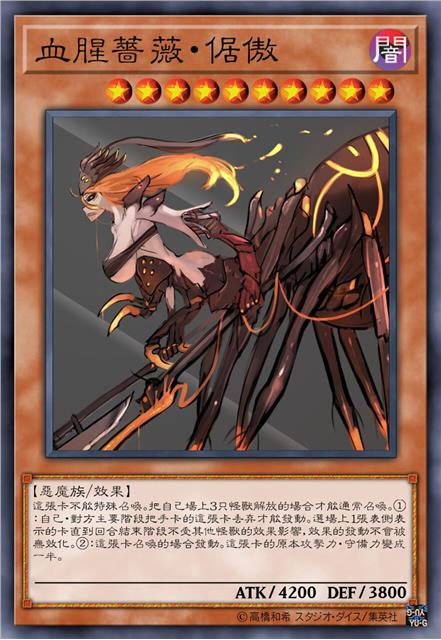 血腥薔薇·倨傲
闇
【惡魔族/效果】
這張卡不能特殊召喚。把自己場上3只怪獸解放的場合才能通常召喚。①
:自己·對方主要階段把手卡的這張卡丟弃才能發動。選場上1張表側表
示的卡直到回合結束階段不受其他怪獸的效果影響,效果的發動不會被
無效化。②:這張卡召喚的場合發動。這張卡的原本攻擊力·守備力變成
一半。
ATK/4200 DEF/3800
©高橋和希 スタジオ・ダイス/集英社